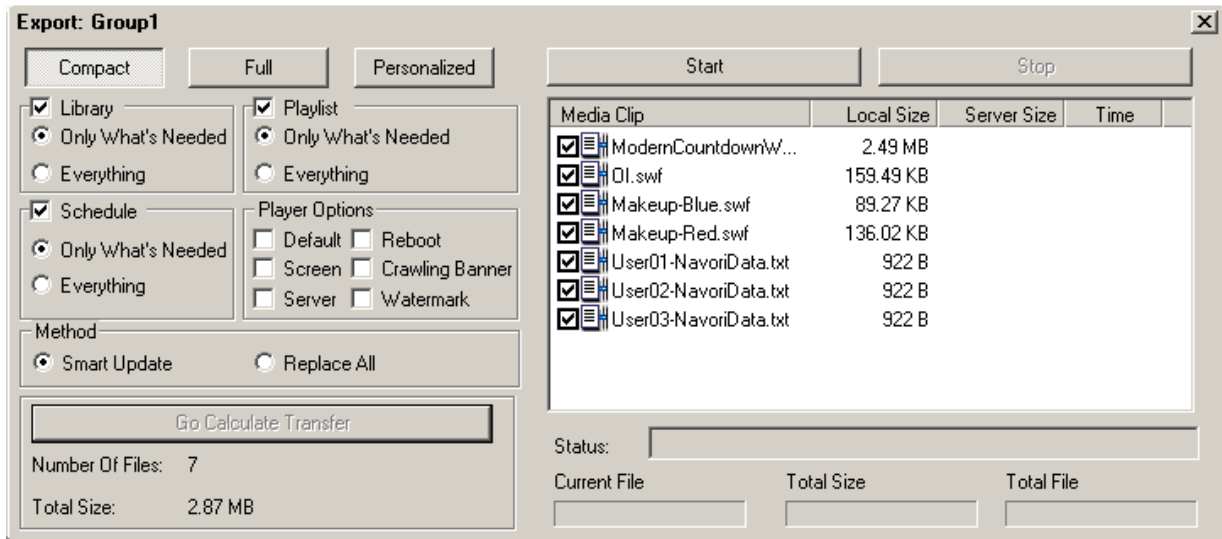 Export: Group1
Compact Full Personalized
Library
Only What's Needed
Everything
Playlist
Only What's Needed
Everything
Schedule
Only What's Needed
Everything
Player Options
Default Reboot
Screen Crawling Banner
Server Watermark
Method
Smart Update Replace All
Go Calculate Transfer
Number Of Files: 7
Total Size: 2.87 MB
Start Stop
Media Clip Local Size Server Size Time
ModernCountdownW... 2.49 MB
OI.swf 159.49 KB
Makeup-Blue.swf 89.27 KB
Makeup-Red.swf 136.02 KB
User01-NavoriData.txt 922 B
User02-NavoriData.txt 922 B
User03-NavoriData.txt 922 B
Status:
Current File Total Size Total File